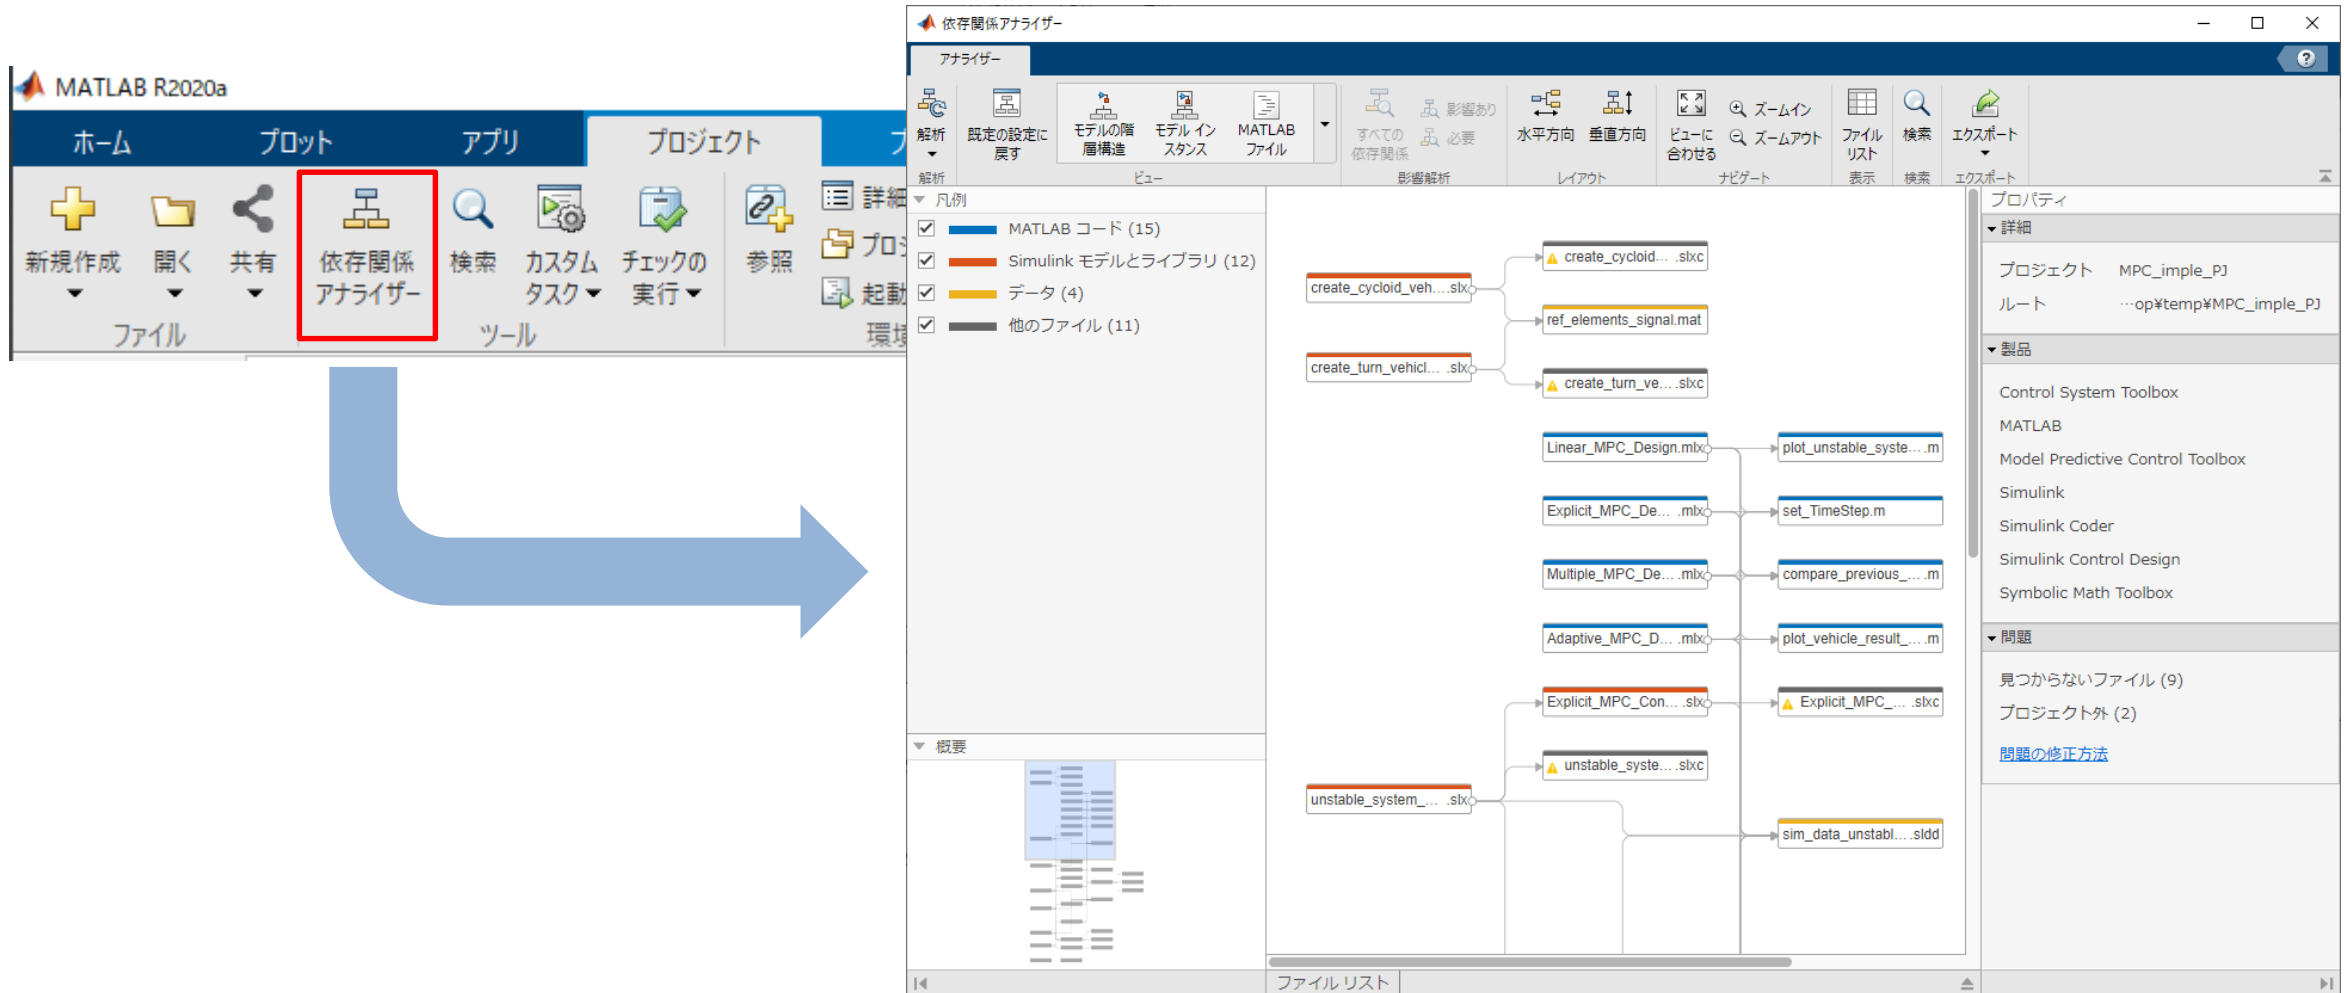 MATLAB R2020a
ホーム プロット アプリ プロジェクト
新規作成 開く 共有 依存関係 アナライザー 検索 カスタム タスク チェックの 実行 参照
詳細
起動
ファイル ツール 環境
依存関係アナライザー
アナライザー
解析 既定の設定に 戻す モデルの階 層構造 モデル イン スタンス MATLAB ファイル すべての 依存関係 影響あり 必要 水平方向 垂直方向 ビューに 合わせる ズームイン ズームアウト ファイル リスト 検索 エクスポート
解析 ビュー 影響解析 レイアウト ナビゲート 表示 検索 エクスポート
凡例
MATLAB コード (15)
Simulink モデルとライブラリ (12)
データ (4)
他のファイル (11)
概要
create_cycloid_veh... .slx
create_turn_vehicl... .slx
create_cycloid... .slxc
ref_elements_signal.mat
create_turn_ve... .slxc
Linear_MPC_Design.mlx
plot_unstable_syste... .m
Explicit_MPC_De... .mlx
set_TimeStep.m
Multiple_MPC_De... .mlx
compare_previous_... .m
Adaptive_MPC_D... .mlx
plot_vehicle_result_... .m
Explicit_MPC_Con... .slx
Explicit_MPC_... .slxc
unstable_syste... .slxc
unstable_system_... .slx
sim_data_unstabl... .sldd
ファイル リスト
プロパティ
詳細
プロジェクト MPC_imple_PJ
ルート …op¥temp¥MPC_imple_PJ
製品
Control System Toolbox
MATLAB
Model Predictive Control Toolbox
Simulink
Simulink Coder
Simulink Control Design
Symbolic Math Toolbox
問題
見つからないファイル (9)
プロジェクト外 (2)
問題の修正方法